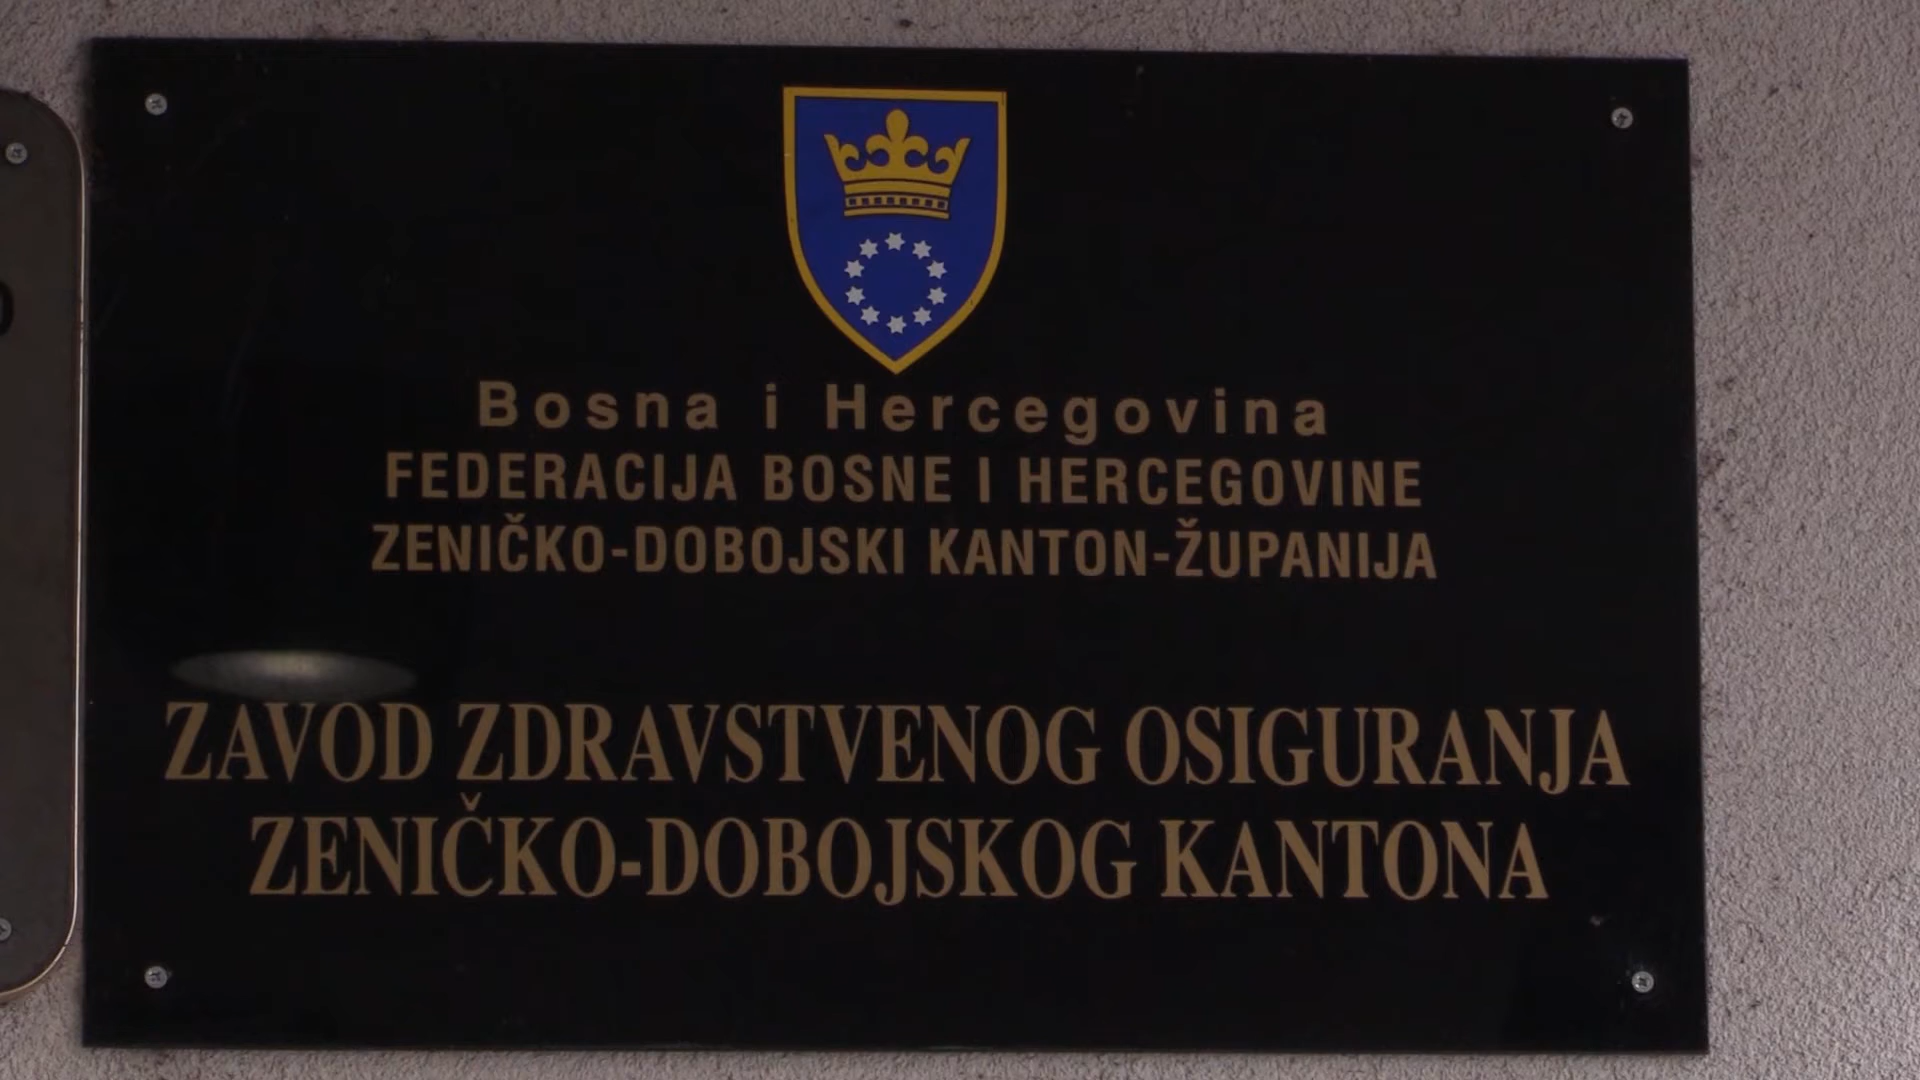 Bosna i Hercegovina
FEDERACIJA BOSNE I HERCEGOVINE
ZENIČKO-DOBOJSKI KANTON-ŽUPANIJA
ZAVOD ZDRAVSTVENOG OSIGURANJA
ZENIČKO-DOBOJSKOG KANTONA